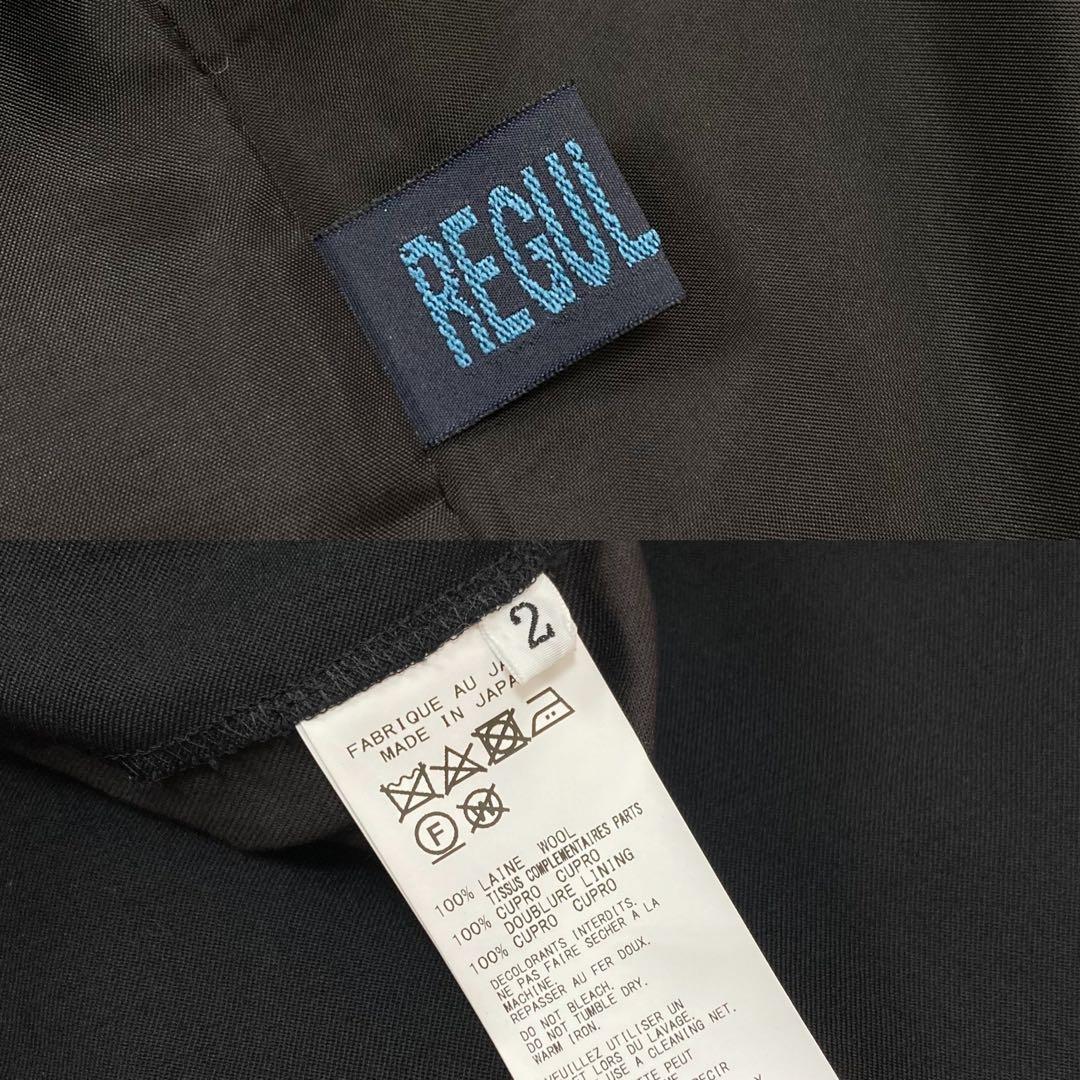 REGUL
2
FABRIQUE AU JA
MADE IN JAPA
F
W
100% LAINE WOOL
TISSUS COMPLEMENTAIRES PARTS
100% CUPRO CUPRO
DOUBLURE LINING
100% CUPRO CUPRO
DECOLORANTS INTERDITS.
NE PAS FAIRE SECHER A LA
MACHINE.
REPASSER AU FER DOUX.
DO NOT BLEACH.
DO NOT TUMBLE DRY.
WARM IRON.
VEUILLEZ UTILISER UN
ET LORS DU LAVAGE.
USE A CLEANING NET.
PEUT